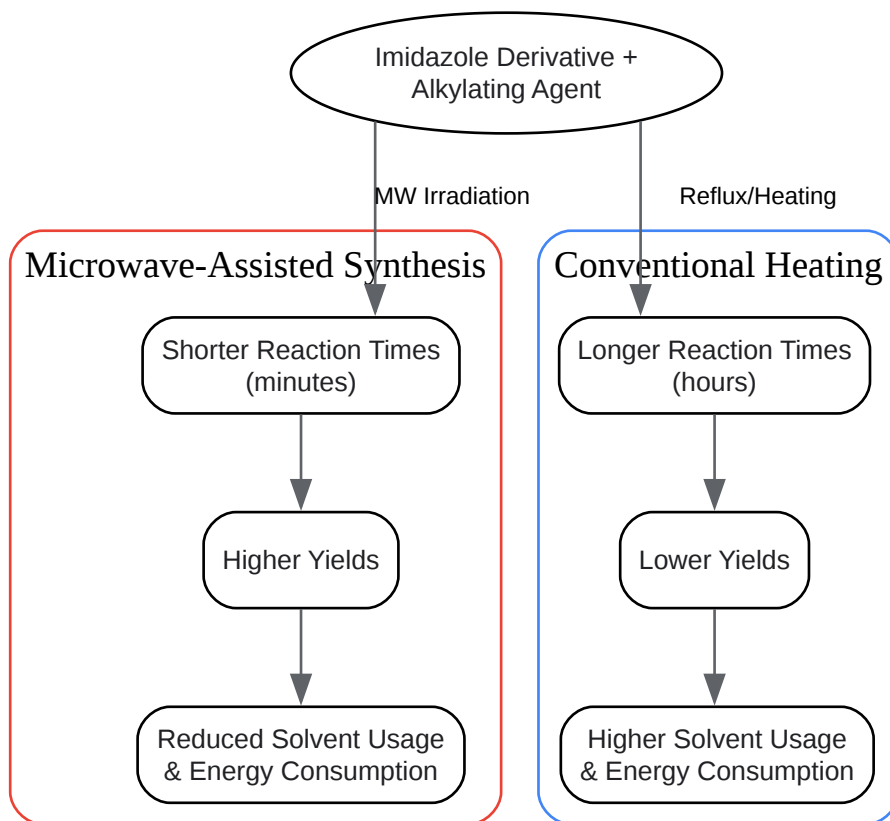 Imidazole Derivative +
Alkylating Agent
MW Irradiation
Reflux/Heating
Microwave-Assisted Synthesis
Shorter Reaction Times
(minutes)
Higher Yields
Reduced Solvent Usage
& Energy Consumption
Conventional Heating
Longer Reaction Times
(hours)
Lower Yields
Higher Solvent Usage
& Energy Consumption